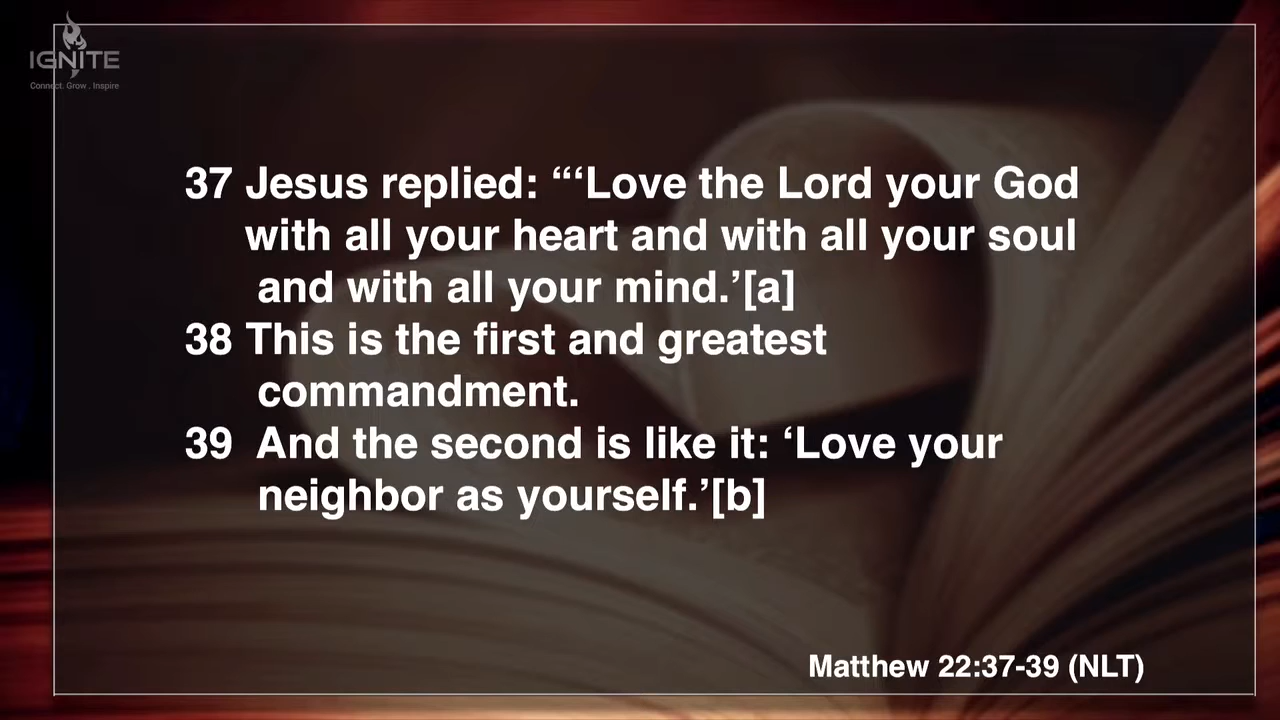 IGNITE
Connect. Grow . Inspire
37 Jesus replied: “‘Love the Lord your God
with all your heart and with all your soul
and with all your mind.’[a]
38 This is the first and greatest
commandment.
39 And the second is like it: ‘Love your
neighbor as yourself.’[b]
Matthew 22:37-39 (NLT)